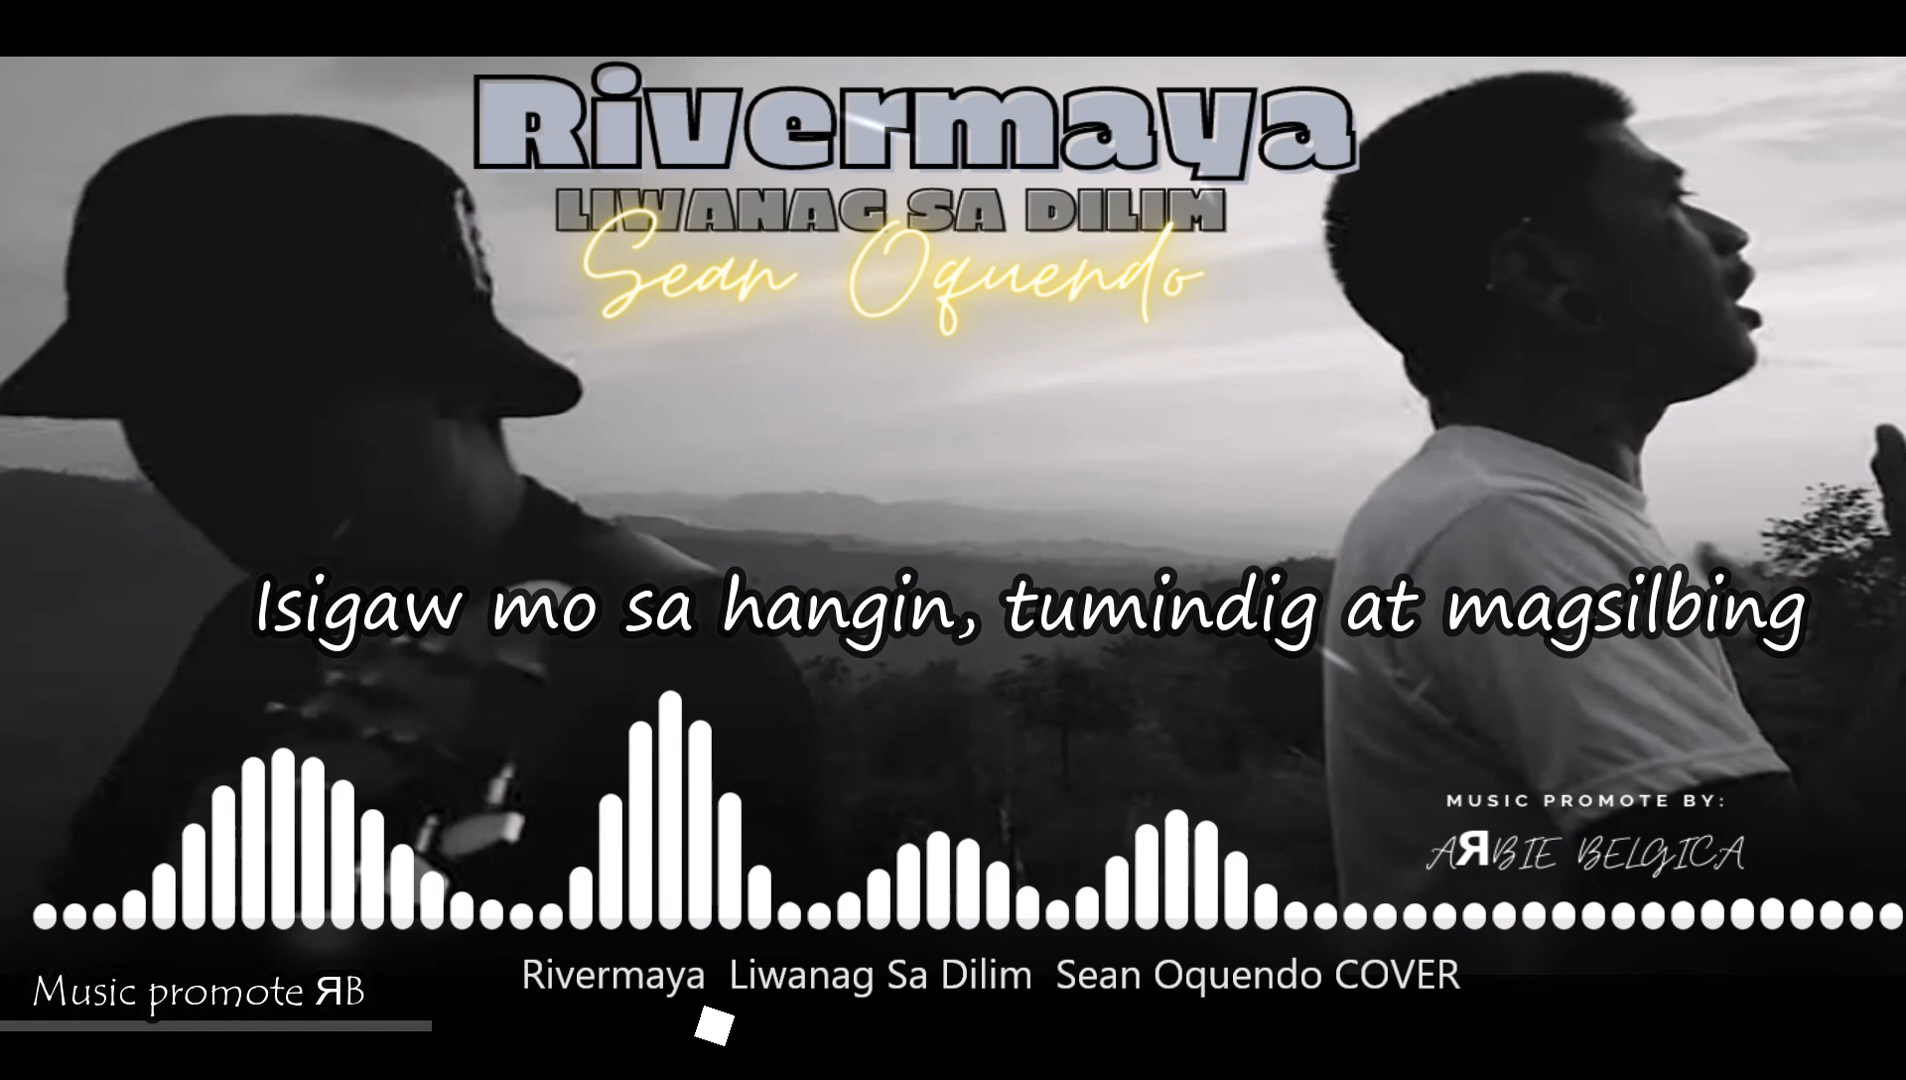 Rivermaya
LIWANAG SA DILIM
Sean Oquendo
Isigaw mo sa hangin, tumindig at magsilbing
MUSIC PROMOTE BY:
AЯBIE BELGICA
Rivermaya Liwanag Sa Dilim Sean Oquendo COVER
Music promote ЯB